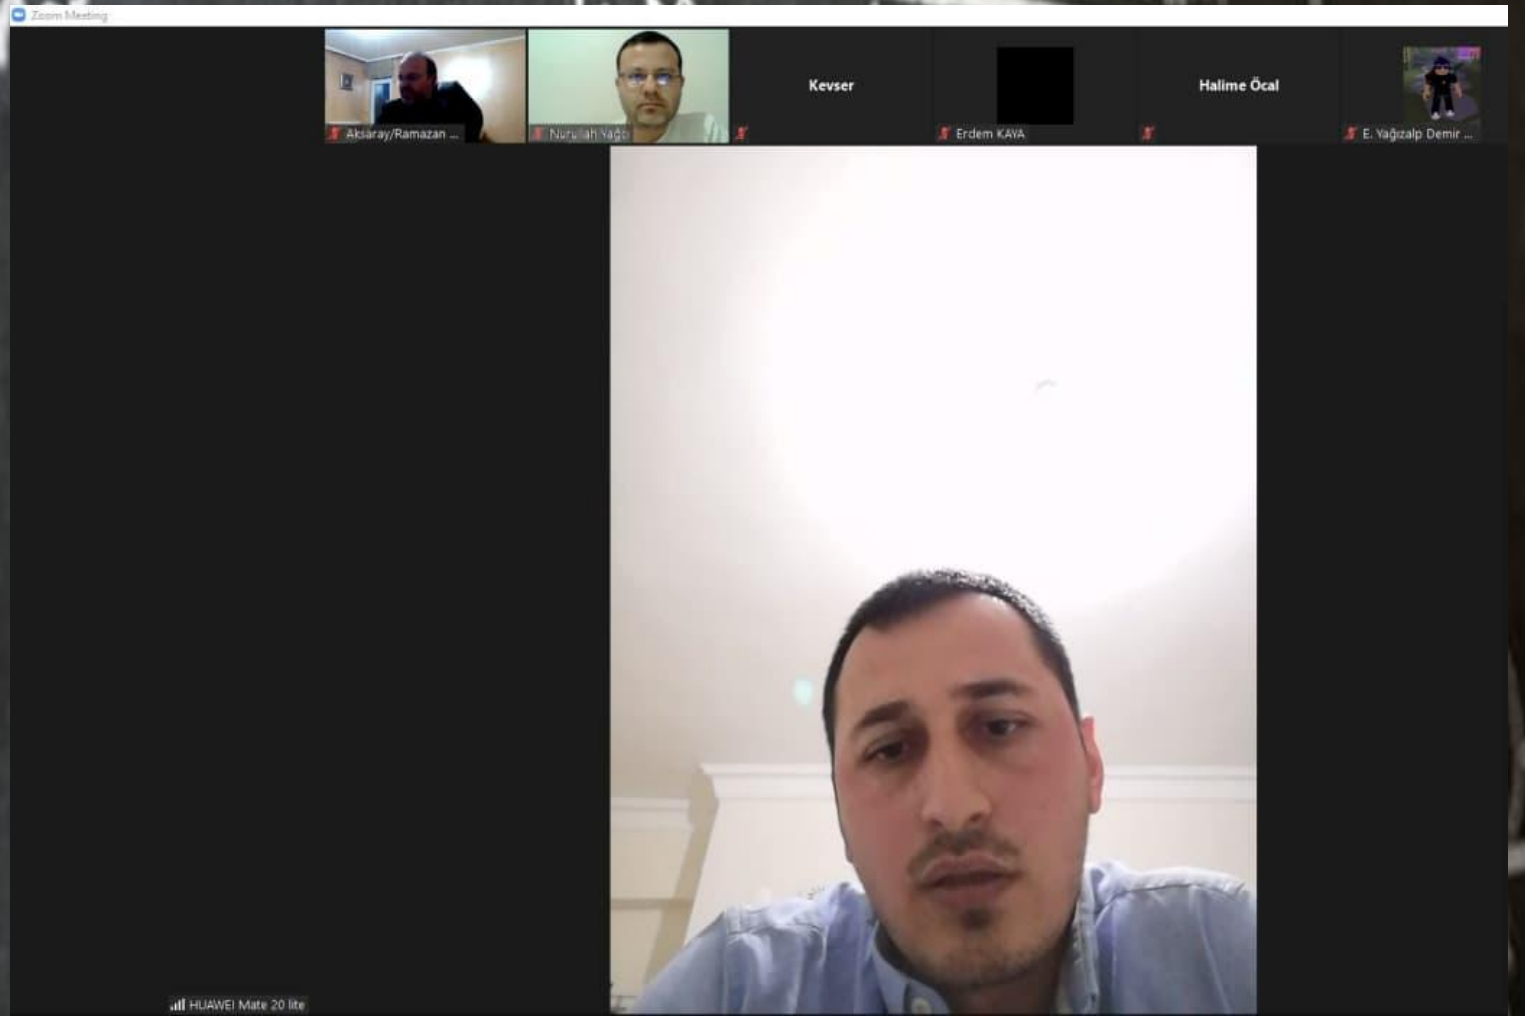 Zoom Meeting
Aksaray/Ramazan ...
Nurullah Yağcı
Kevser
Erdem KAYA
Halime Öcal
E. Yağızalp Demir ...
HUAWEI Mate 20 lite